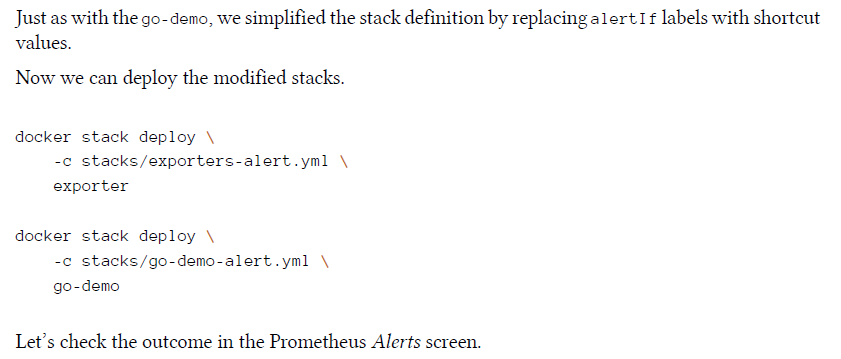 Just as with the go-demo, we simplified the stack definition by replacing alertIf labels with shortcut
values.
Now we can deploy the modified stacks.
docker stack deploy \
    -c stacks/exporters-alert.yml \
    exporter
docker stack deploy \
    -c stacks/go-demo-alert.yml \
    go-demo
Let’s check the outcome in the Prometheus Alerts screen.